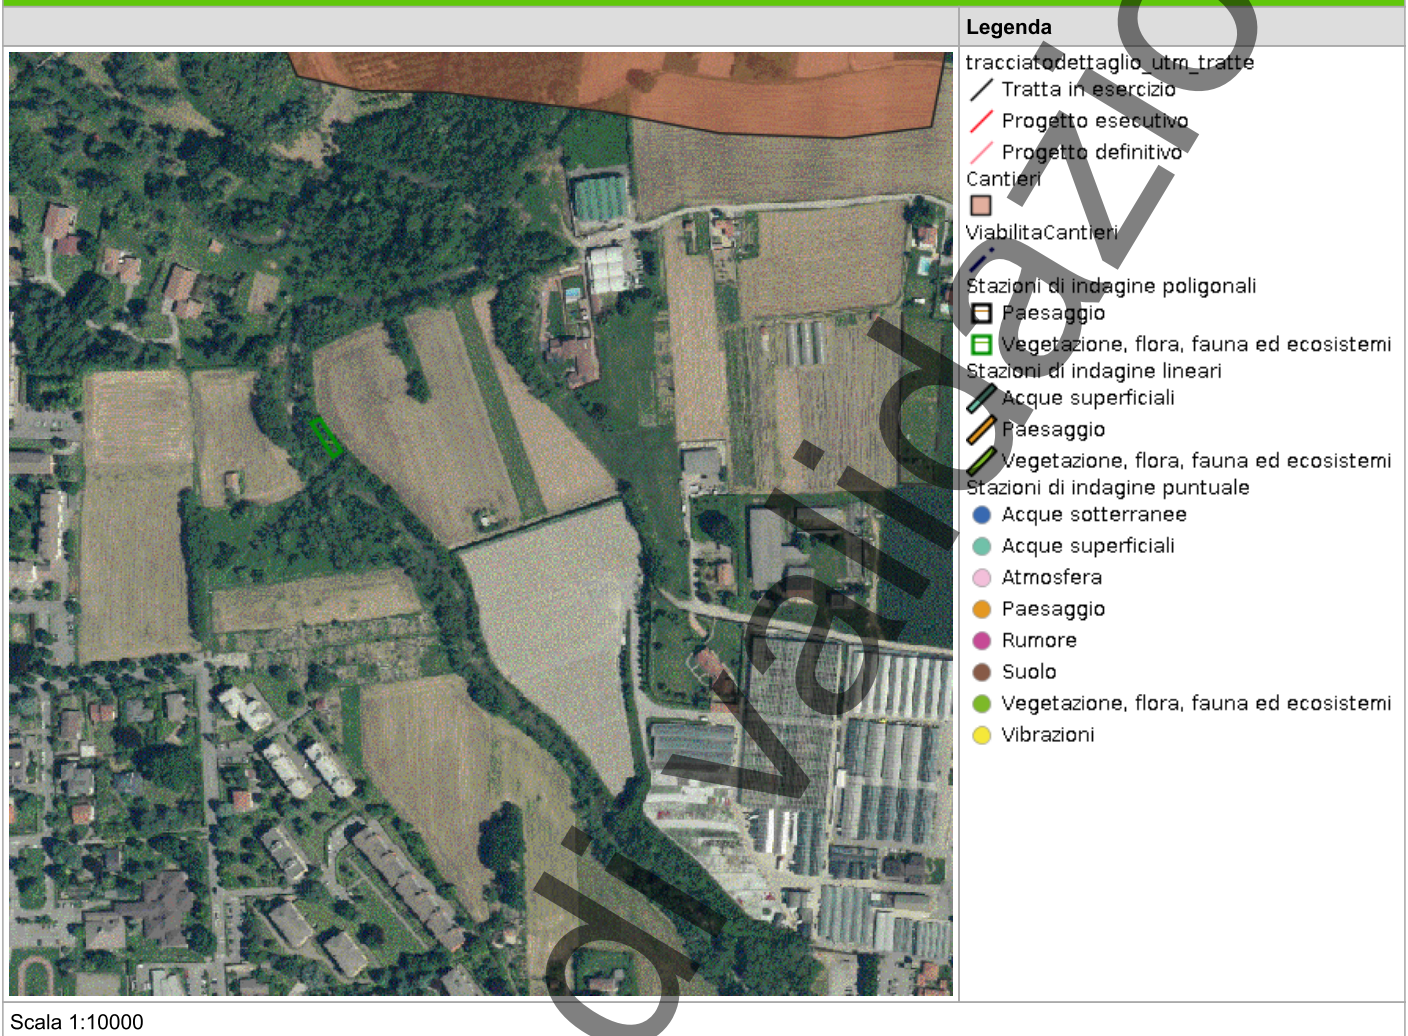 Legenda
tracciatodettaglio_utm_tratte
Tratta in esercizio
Progetto esecutivo
Progetto definitivo
Cantieri
ViabilitaCantieri
Stazioni di indagine poligonali
Paesaggio
Vegetazione, flora, fauna ed ecosistemi
Stazioni di indagine lineari
Acque superficiali
Paesaggio
Vegetazione, flora, fauna ed ecosistemi
Stazioni di indagine puntuale
Acque sotterranee
Acque superficiali
Atmosfera
Paesaggio
Rumore
Suolo
Vegetazione, flora, fauna ed ecosistemi
Vibrazioni
di validazio
Scala 1:10000